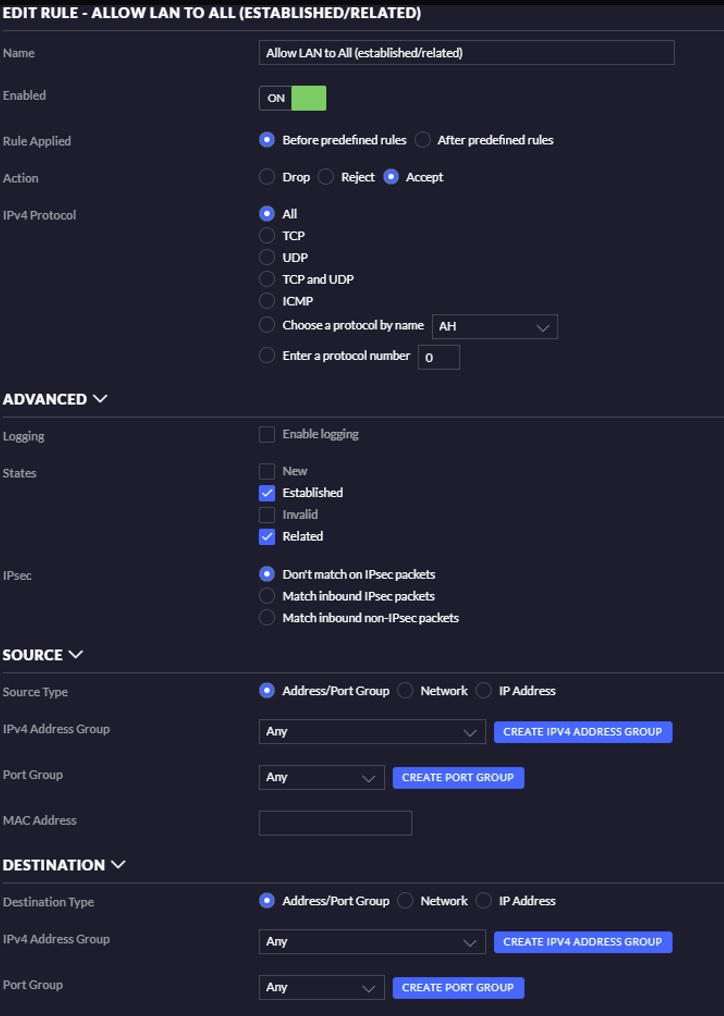 EDIT RULE - ALLOW LAN TO ALL (ESTABLISHED/RELATED)
Name Allow LAN to All (established/related)
Enabled ON
Rule Applied Before predefined rules After predefined rules
Action Drop Reject Accept
IPv4 Protocol All
TCP
UDP
TCP and UDP
ICMP
Choose a protocol by name AH
Enter a protocol number 0
ADVANCED
Logging Enable logging
States New
Established
Invalid
Related
IPsec Don't match on IPsec packets
Match inbound IPsec packets
Match inbound non-IPsec packets
SOURCE
Source Type Address/Port Group Network IP Address
IPv4 Address Group Any CREATE IPV4 ADDRESS GROUP
Port Group Any CREATE PORT GROUP
MAC Address
DESTINATION
Destination Type Address/Port Group Network IP Address
IPv4 Address Group Any CREATE IPV4 ADDRESS GROUP
Port Group Any CREATE PORT GROUP